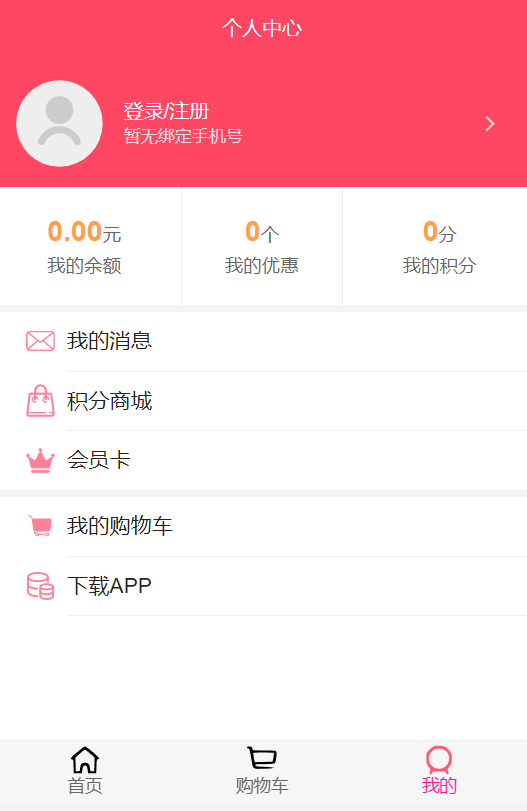 个人中心
登录/注册
暂无绑定手机号
0.00元
我的余额
0个
我的优惠
0分
我的积分
我的消息
积分商城
会员卡
我的购物车
下载APP
首页
购物车
我的